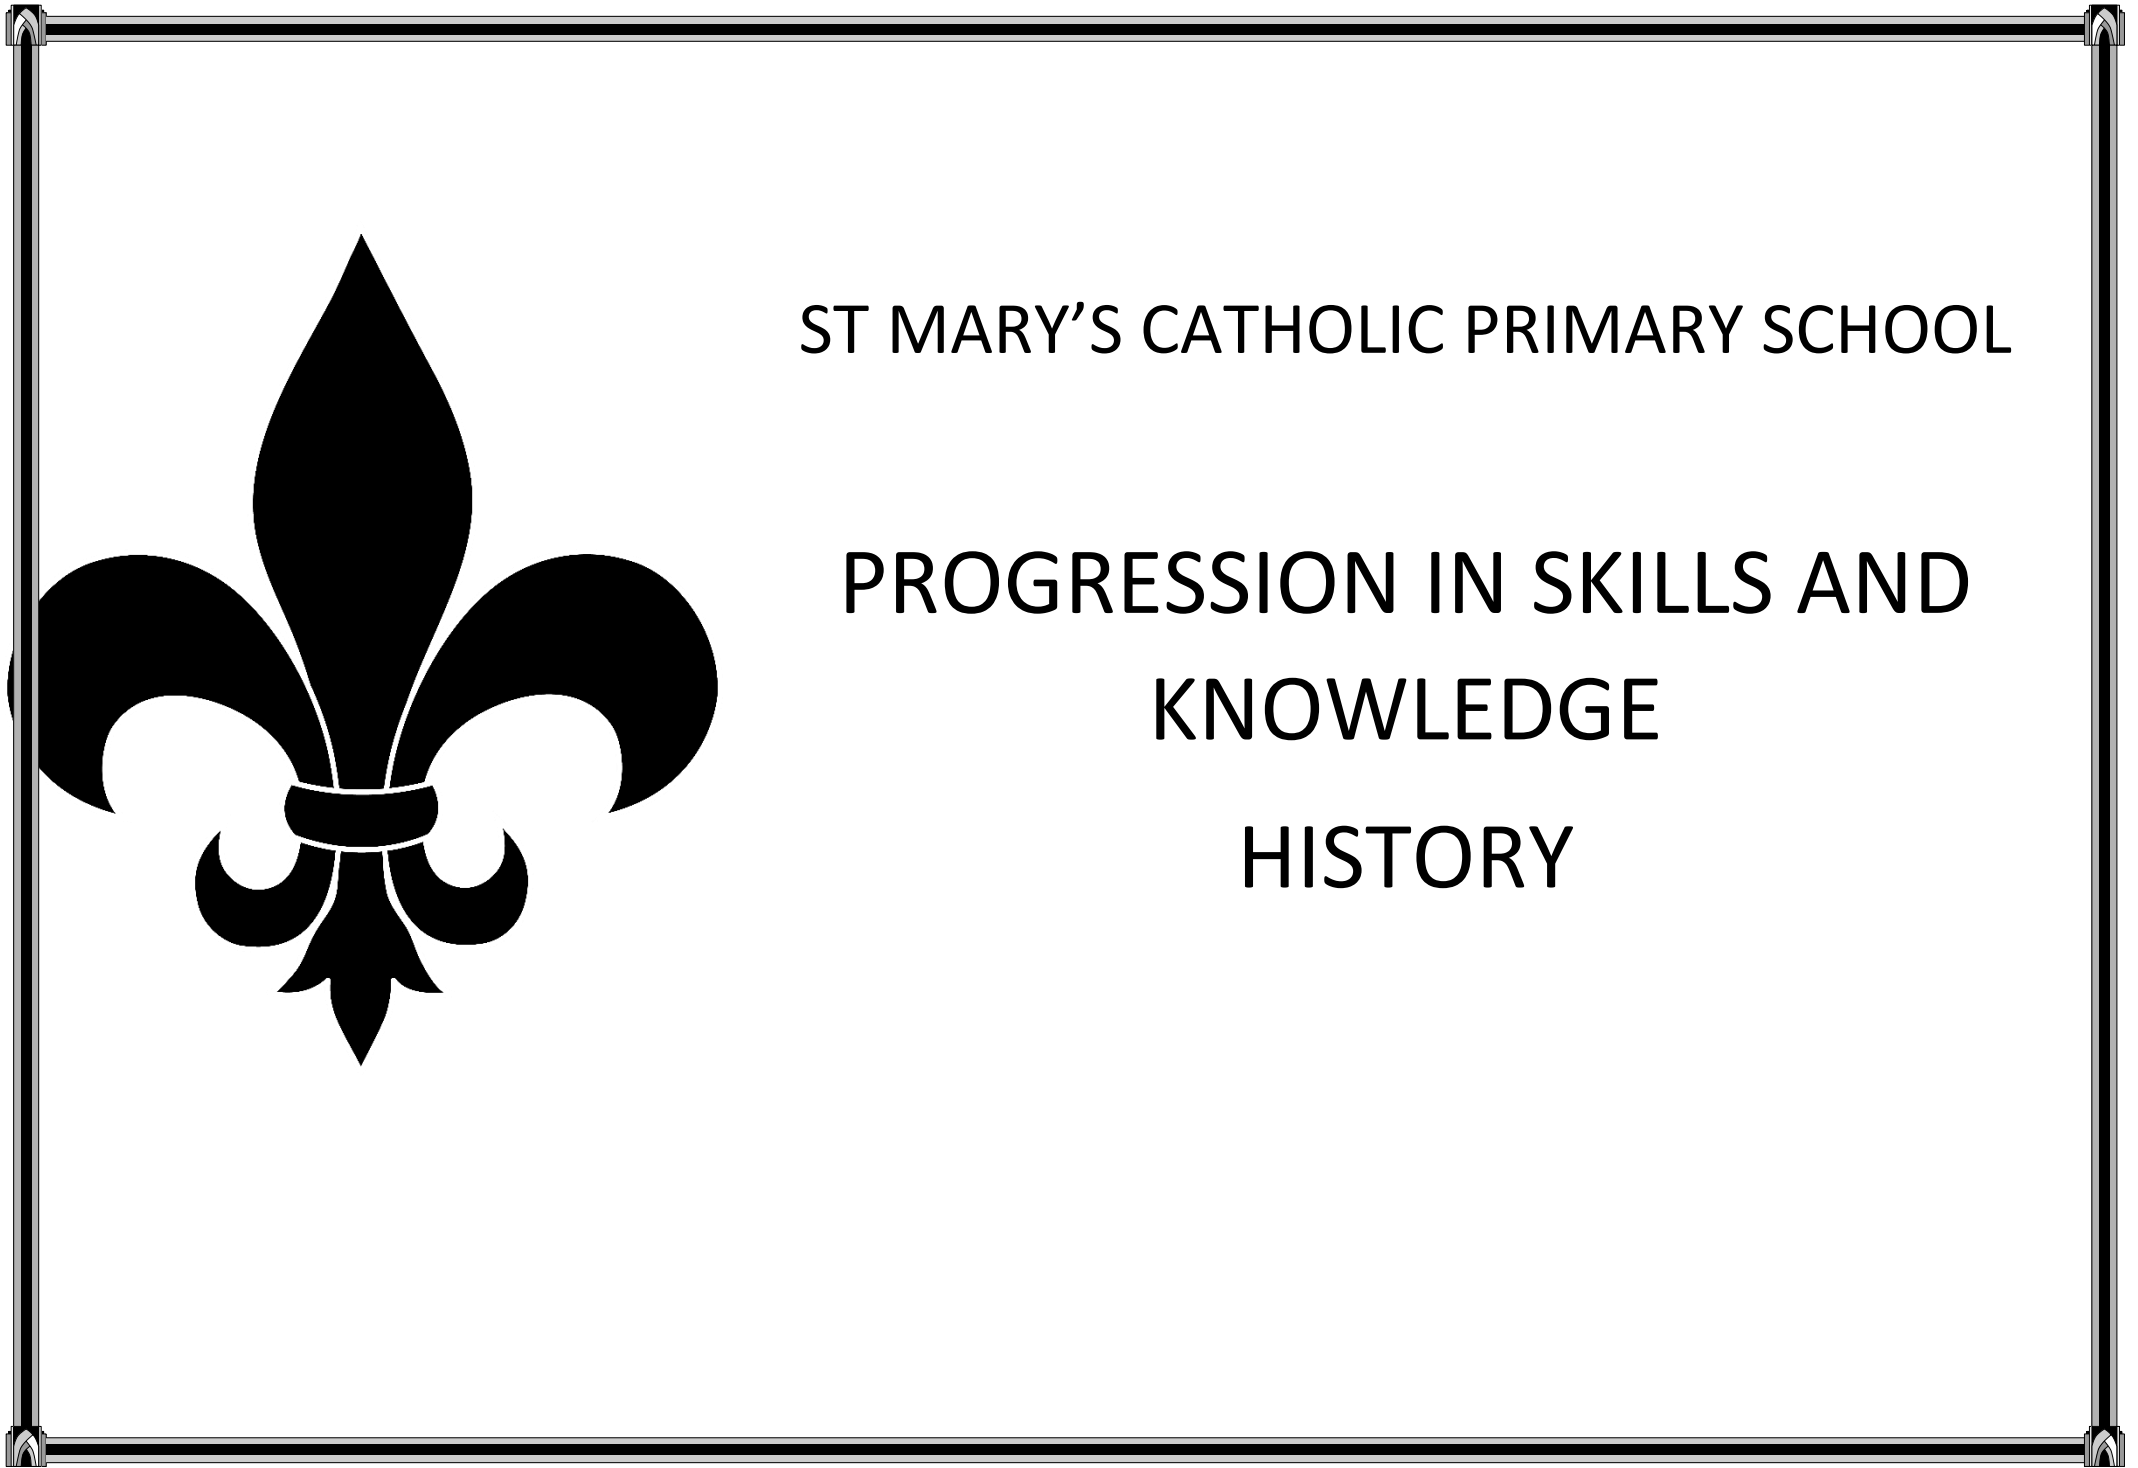 ST MARY’S CATHOLIC PRIMARY SCHOOL
PROGRESSION IN SKILLS AND
KNOWLEDGE
HISTORY